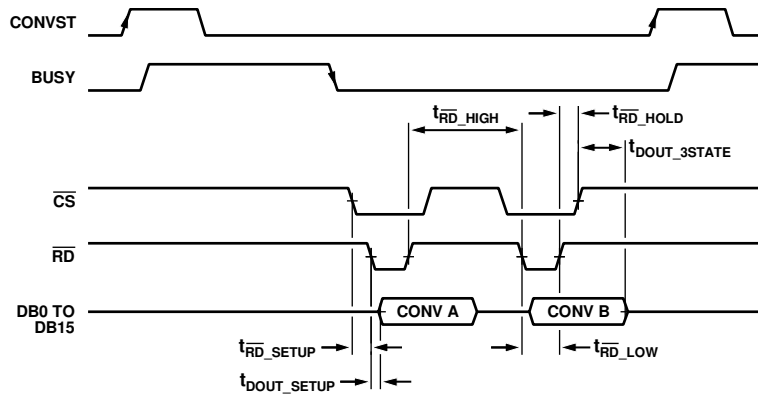 CONVST
BUSY
tRD_HIGH
tRD_HOLD
tDOUT_3STATE
CS
RD
DB0 TO
DB15
CONV A
CONV B
tRD_SETUP
tRD_LOW
tDOUT_SETUP